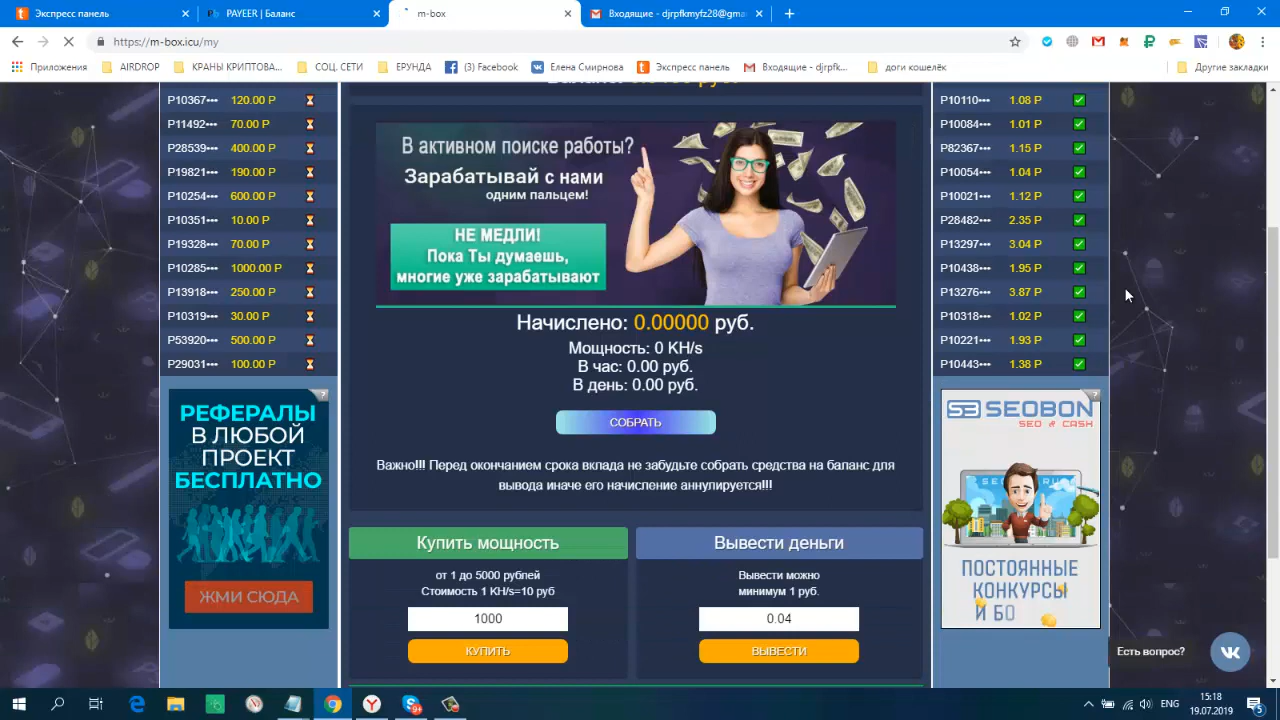 Экспресс панель
PAYEER | Баланс
m-box
Входящие - djrpfkmyfz28@gma
https://m-box.icu/my
Приложения
AIRDROP
КРАНЫ КРИПТОВА...
СОЦ. СЕТИ
ЕРУНДА
(3) Facebook
Елена Смирнова
Экспресс панель
Входящие - djrpfk...
доги кошелёк
Другие закладки
P10367••• 120.00 Р
P11492••• 70.00 Р
P28539••• 400.00 Р
P19821••• 190.00 Р
P10254••• 600.00 Р
P10351••• 10.00 Р
P19328••• 70.00 Р
P10285••• 1000.00 Р
P13918••• 250.00 Р
P10319••• 30.00 Р
P53920••• 500.00 Р
P29031••• 100.00 Р
РЕФЕРАЛЫ
В ЛЮБОЙ
ПРОЕКТ
БЕСПЛАТНО
ЖМИ СЮДА
В активном поиске работы?
Зарабатывай с нами
одним пальцем!
НЕ МЕДЛИ!
Пока Ты думаешь,
многие уже зарабатывают
Начислено: 0.00000 руб.
Мощность: 0 KH/s
В час: 0.00 руб.
В день: 0.00 руб.
СОБРАТЬ
Важно!!! Перед окончанием срока вклада не забудьте собрать средства на баланс для
вывода иначе его начисление аннулируется!!!
Купить мощность
от 1 до 5000 рублей
Стоимость 1 KH/s=10 руб
1000
КУПИТЬ
Вывести деньги
Вывести можно
минимум 1 руб.
0.04
ВЫВЕСТИ
P10110••• 1.08 Р
P10084••• 1.01 Р
P82367••• 1.15 Р
P10054••• 1.04 Р
P10021••• 1.12 Р
P28482••• 2.35 Р
P13297••• 3.04 Р
P10438••• 1.95 Р
P13276••• 3.87 Р
P10318••• 1.02 Р
P10221••• 1.93 Р
P10443••• 1.38 Р
SEOBON
SEO & CASH
ПОСТОЯННЫЕ
КОНКУРСЫ
И БО
Есть вопрос?
ENG
15:18
19.07.2019